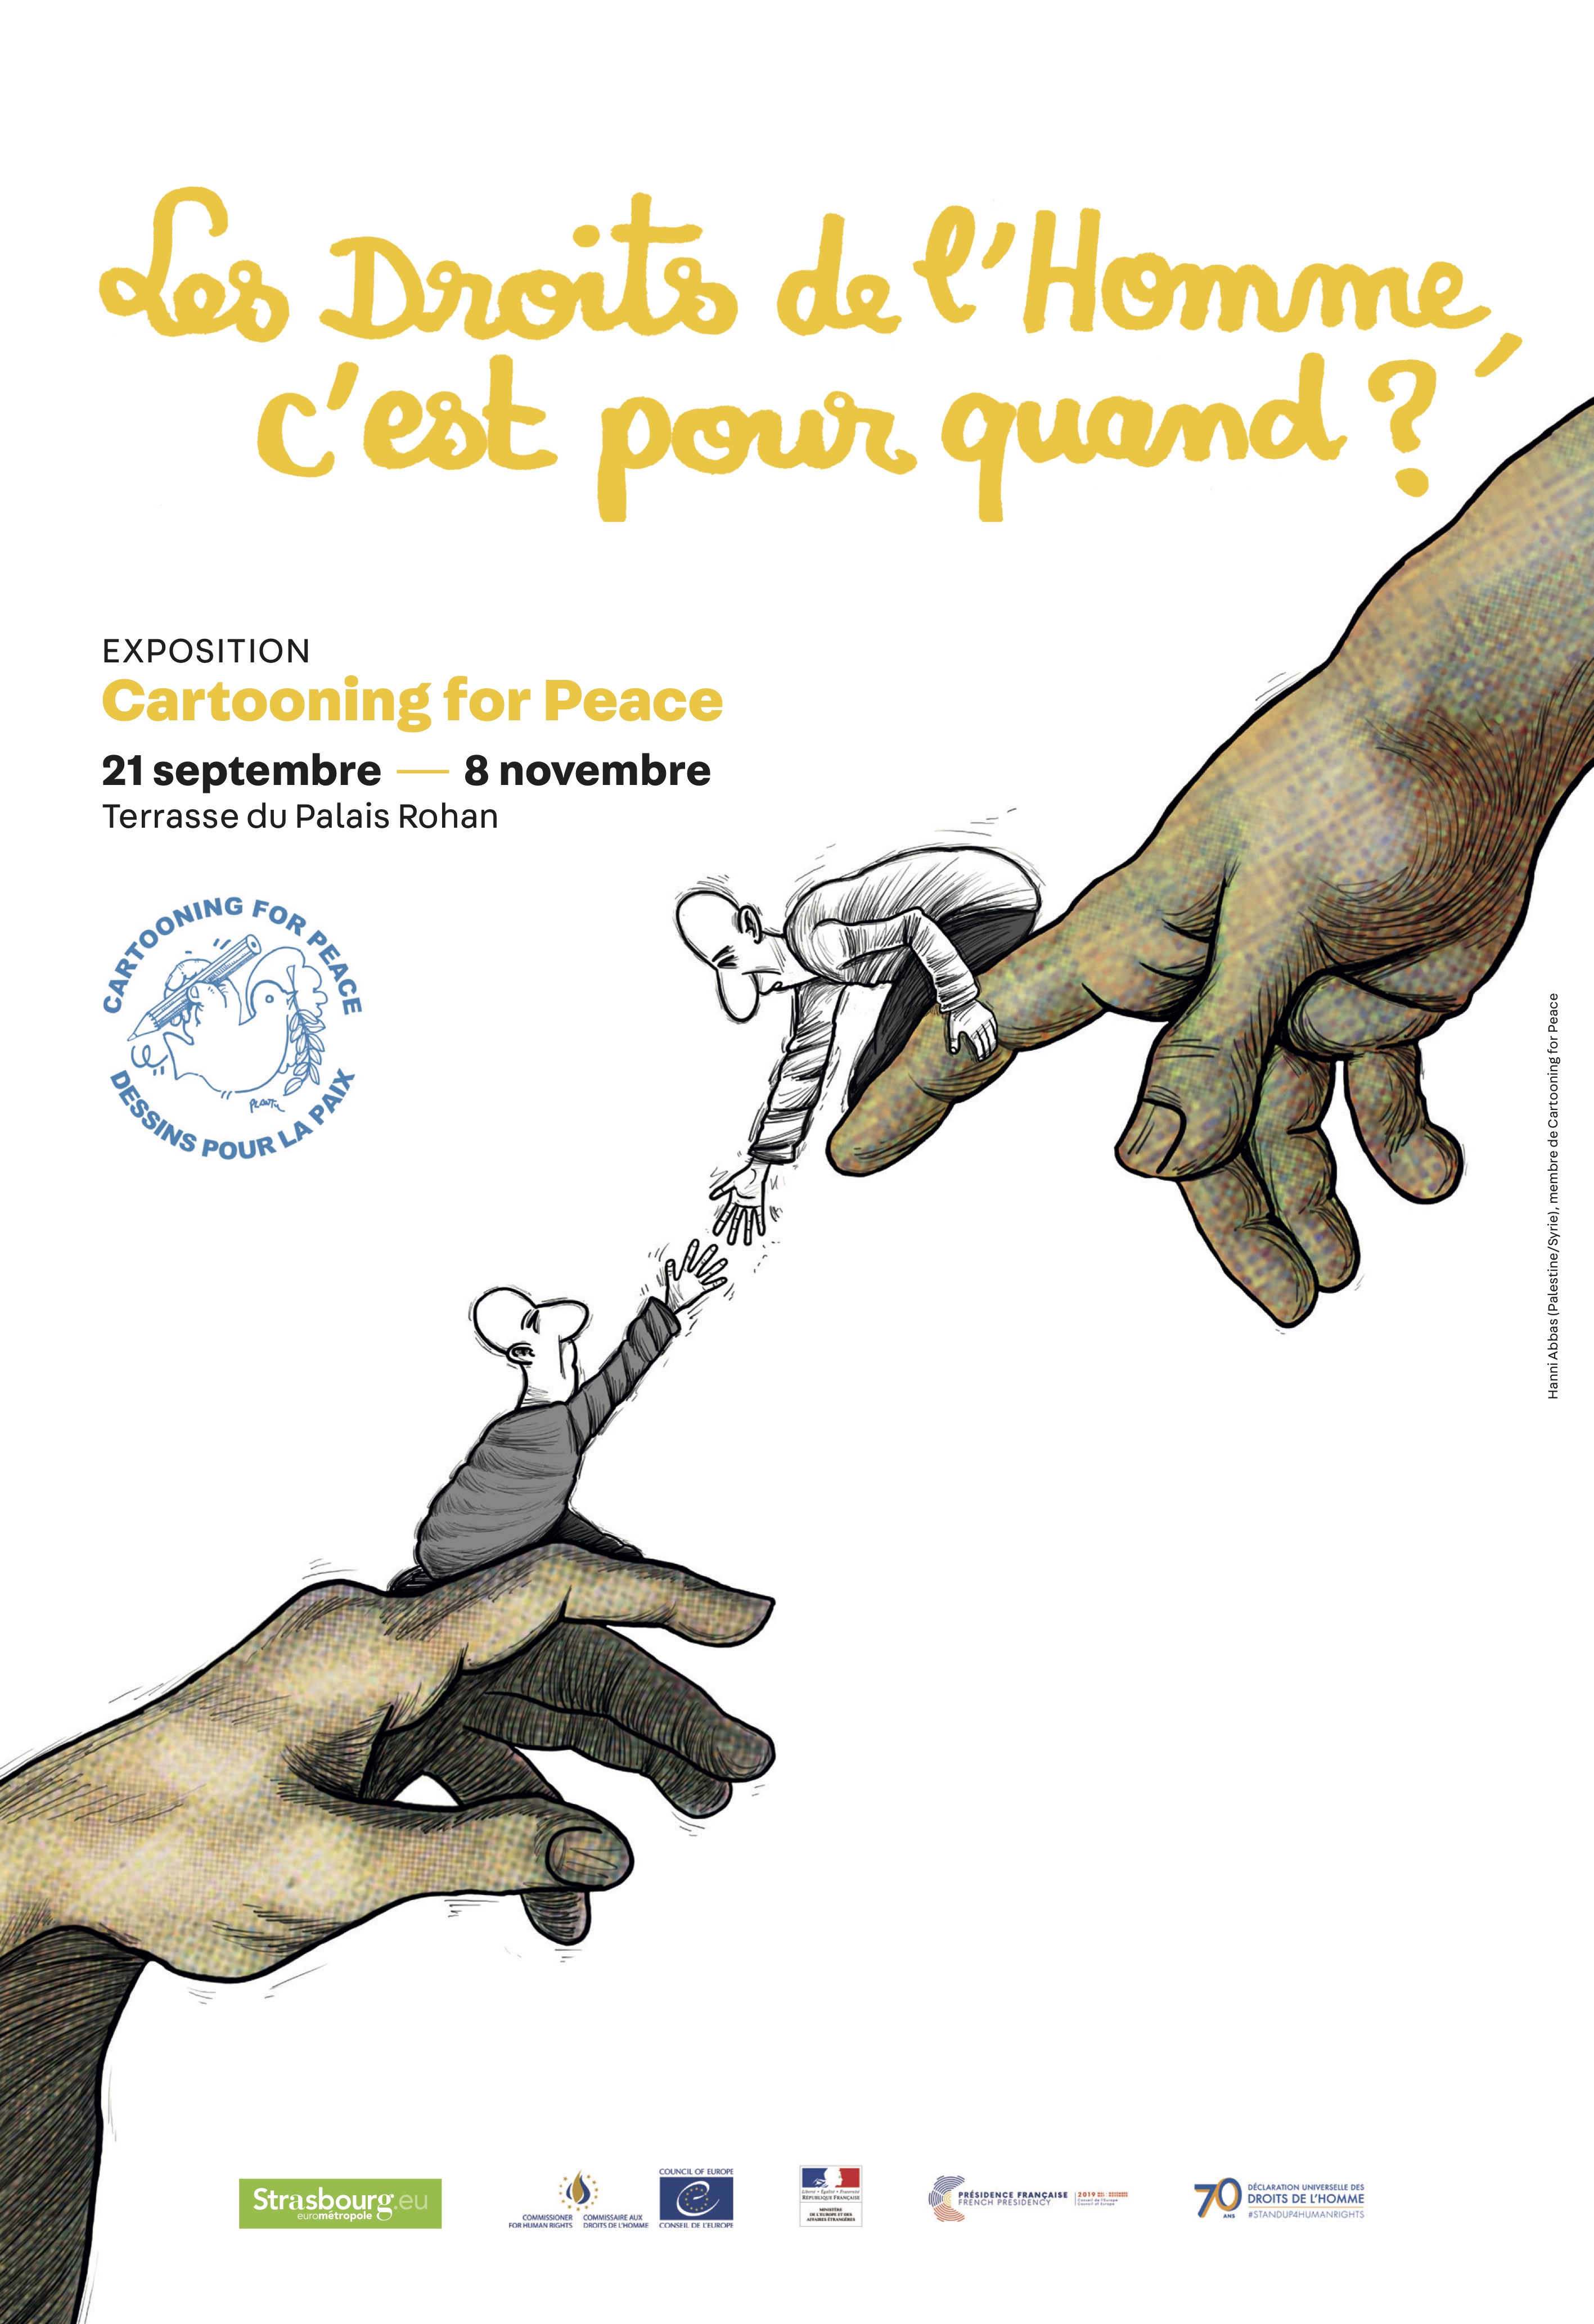 Les Droits de l'Homme,
c'est pour quand ?
EXPOSITION
Cartooning for Peace
21 septembre — 8 novembre
Terrasse du Palais Rohan
CARTOONING FOR PEACE
PLANTU
DESSINS POUR LA PAIX
Hanni Abbas (Palestine/Syrie), membre de Cartooning for Peace
Strasbourg.eu
eurométropole
COMMISSIONER
FOR HUMAN RIGHTS
COMMISSAIRE AUX
DROITS DE L'HOMME
COUNCIL OF EUROPE
CONSEIL DE L'EUROPE
Liberté • Égalité • Fraternité
RÉPUBLIQUE FRANÇAISE
MINISTÈRE
DE L'EUROPE ET DES
AFFAIRES ÉTRANGÈRES
PRÉSIDENCE FRANÇAISE
FRENCH PRESIDENCY
2019
Conseil de l'Europe
Council of Europe
70
ANS
DÉCLARATION UNIVERSELLE DES
DROITS DE L'HOMME
#STANDUP4HUMANRIGHTS